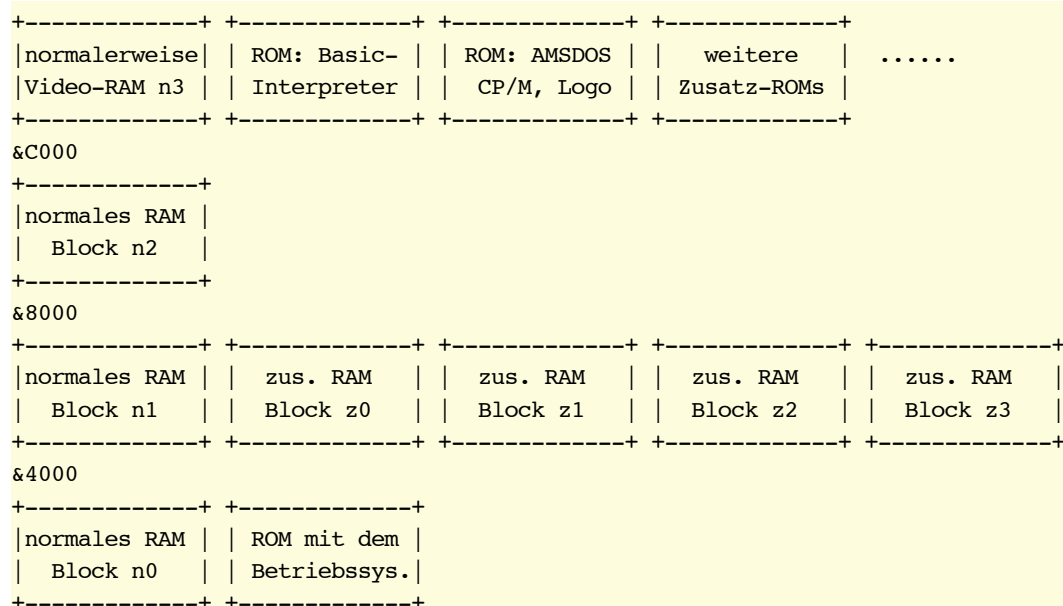 +-------------+ +-------------+ +-------------+ +-------------+
|normalerweise| | ROM: Basic- | | ROM: AMSDOS | |   weitere   |  ......
|Video-RAM n3 | | Interpreter | |  CP/M, Logo | | Zusatz-ROMs |
+-------------+ +-------------+ +-------------+ +-------------+
&C000
+-------------+
|normales RAM |
|  Block n2   |
+-------------+
&8000
+-------------+ +-------------+ +-------------+ +-------------+ +-------------+
|normales RAM | |  zus. RAM   | |  zus. RAM   | |  zus. RAM   | |  zus. RAM   |
|  Block n1   | |  Block z0   | |  Block z1   | |  Block z2   | |  Block z3   |
+-------------+ +-------------+ +-------------+ +-------------+ +-------------+
&4000
+-------------+ +-------------+
|normales RAM | | ROM mit dem |
|  Block n0   | | Betriebssys.|
+-------------+ +-------------+